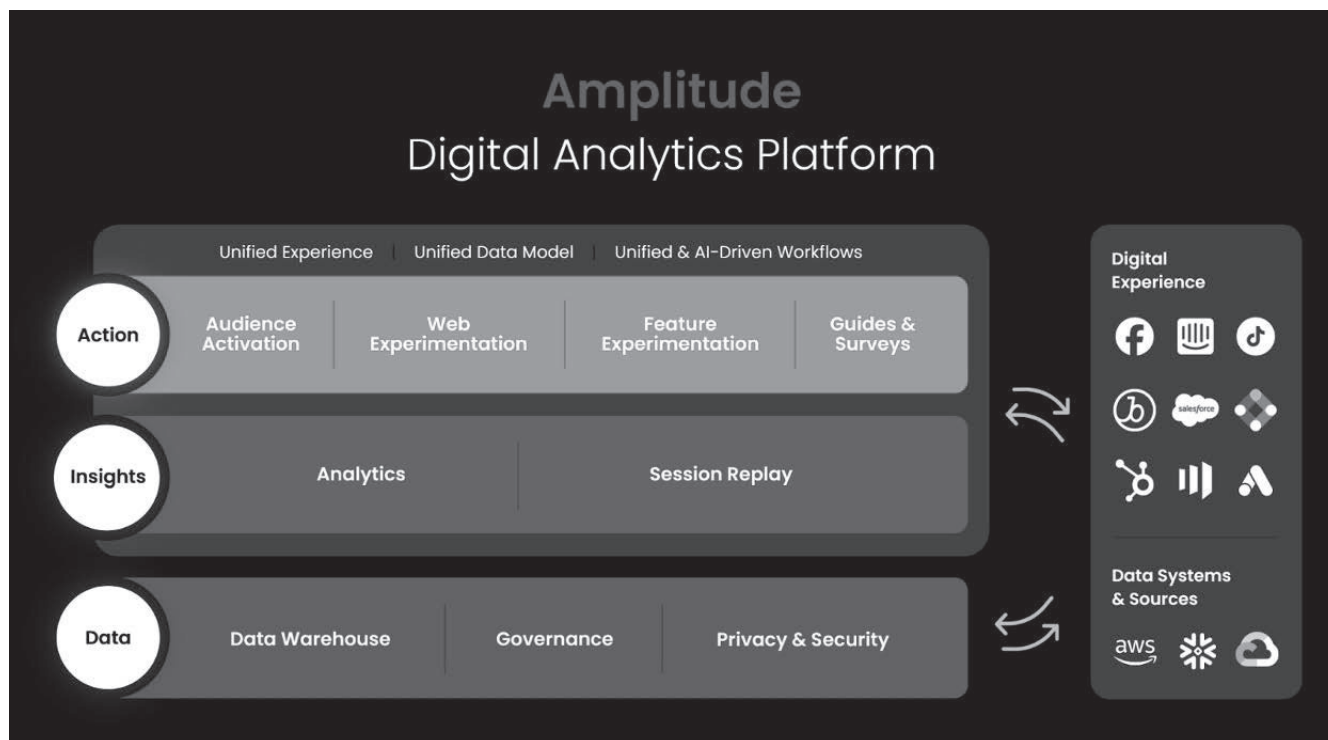 Amplitude
Digital Analytics Platform
Unified Experience | Unified Data Model | Unified & AI-Driven Workflows
Action
Audience
Activation
Web
Experimentation
Feature
Experimentation
Guides &
Surveys
Insights
Analytics
Session Replay
Data
Data Warehouse
Governance
Privacy & Security
Digital
Experience
salesforce
Data Systems
& Sources
aws